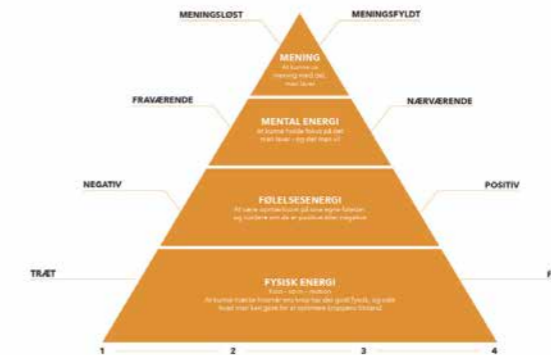 MENINGSLØST
MENINGSFYLDT
MENING
At kunne se
mening med det,
man laver
FRAVÆRENDE
NÆRVÆRENDE
MENTAL ENERGI
At kunne holde fokus på det
man laver - og det man vil
NEGATIV
POSITIV
FØLELSESENERGI
At være opmærksom på sine egne følelser
og vurdere om de er positive eller negative
TRÆT
F
FYSISK ENERGI
At kunne mærke hvornår ens krop har det godt fysisk, og vide
hvad man kan gøre for at optimere kroppens tilstand
1
2
3
4